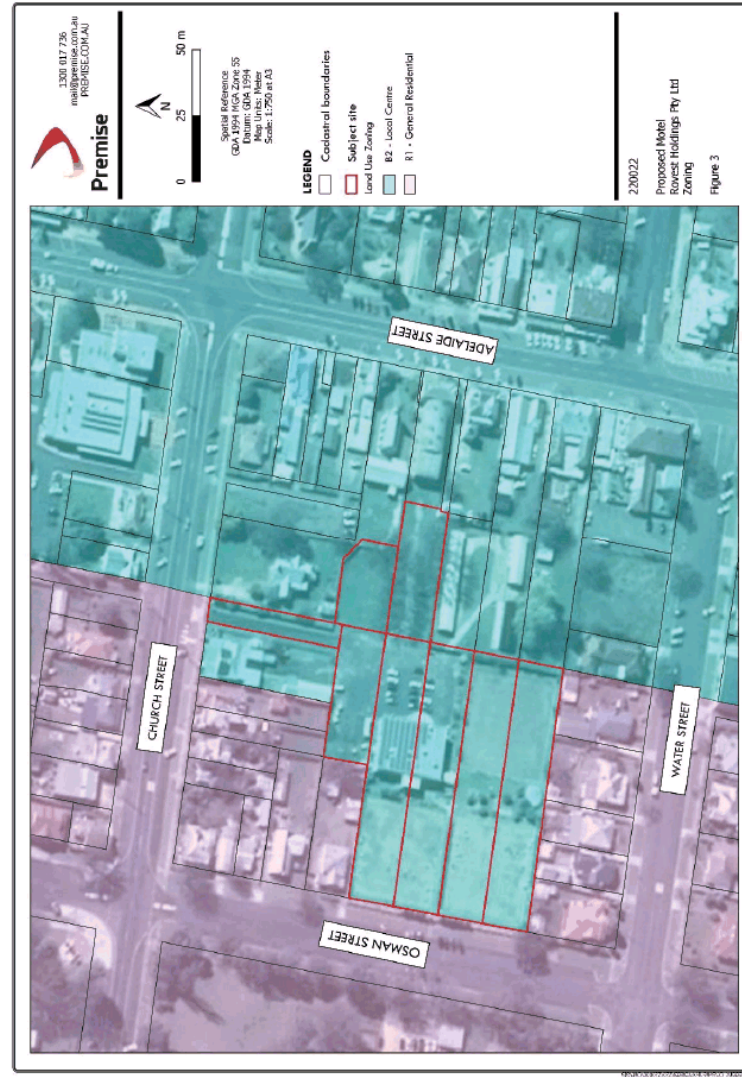 Premise
1300 017 736
mail@premise.com.au
PREMISE.COM.AU
N
0 25 50 m
Spatial Reference
GDA 1994 MGA Zone 55
Datum: GDA 1994
Map Units: Meter
Scale: 1:750 at A3
LEGEND
Cadastral boundaries
Subject site
Land Use Zoning
B2 - Local Centre
R1 - General Residential
220022
Proposed Motel
Rovest Holdings Pty Ltd
Zoning
Figure 3
CHURCH STREET
ADELAIDE STREET
OSMAN STREET
WATER STREET